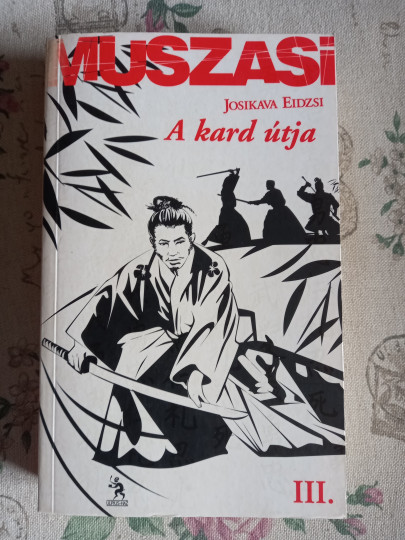 MUSZASI
JOSIKAVA EIDZSI
A kard útja
III.